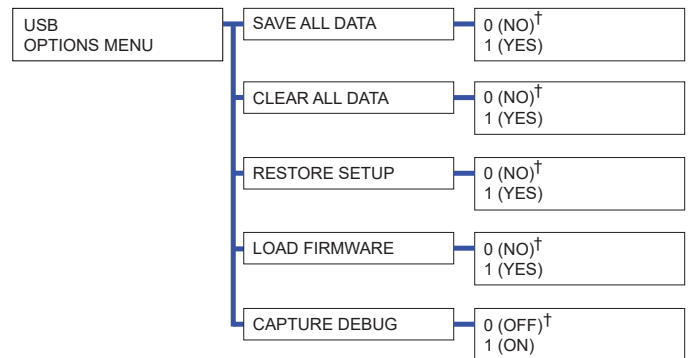 USB
OPTIONS MENU
SAVE ALL DATA
0 (NO)†
1 (YES)
CLEAR ALL DATA
0 (NO)†
1 (YES)
RESTORE SETUP
0 (NO)†
1 (YES)
LOAD FIRMWARE
0 (NO)†
1 (YES)
CAPTURE DEBUG
0 (OFF)†
1 (ON)